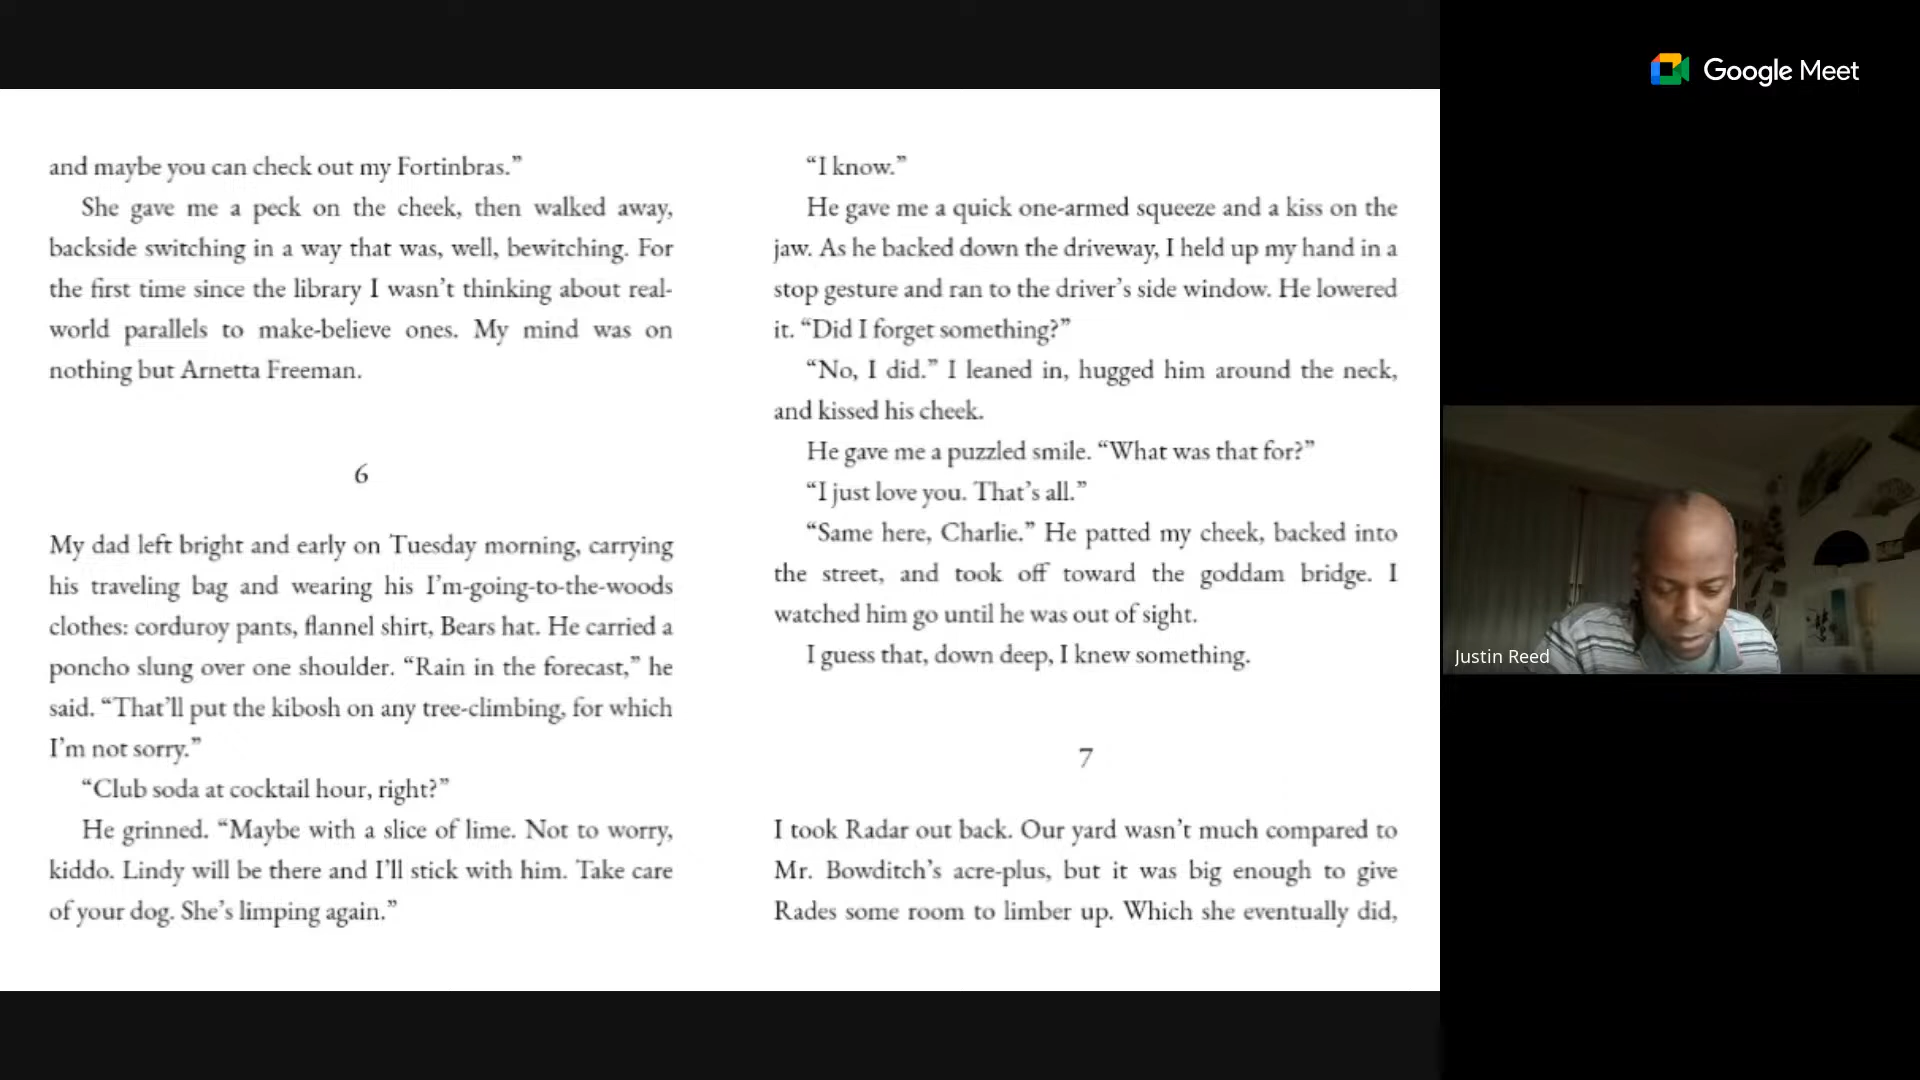 and maybe you can check out my Fortinbras.”
She gave me a peck on the cheek, then walked away,
backside switching in a way that was, well, bewitching. For
the first time since the library I wasn’t thinking about real-
world parallels to make-believe ones. My mind was on
nothing but Arnetta Freeman.
6
My dad left bright and early on Tuesday morning, carrying
his traveling bag and wearing his I’m-going-to-the-woods
clothes: corduroy pants, flannel shirt, Bears hat. He carried a
poncho slung over one shoulder. “Rain in the forecast,” he
said. “That’ll put the kibosh on any tree-climbing, for which
I’m not sorry.”
“Club soda at cocktail hour, right?”
He grinned. “Maybe with a slice of lime. Not to worry,
kiddo. Lindy will be there and I’ll stick with him. Take care
of your dog. She’s limping again.”
“I know.”
He gave me a quick one-armed squeeze and a kiss on the
jaw. As he backed down the driveway, I held up my hand in a
stop gesture and ran to the driver’s side window. He lowered
it. “Did I forget something?”
“No, I did.” I leaned in, hugged him around the neck,
and kissed his cheek.
He gave me a puzzled smile. “What was that for?”
“I just love you. That’s all.”
“Same here, Charlie.” He patted my cheek, backed into
the street, and took off toward the goddam bridge. I
watched him go until he was out of sight.
I guess that, down deep, I knew something.
7
I took Radar out back. Our yard wasn’t much compared to
Mr. Bowditch’s acre-plus, but it was big enough to give
Rades some room to limber up. Which she eventually did,
Google Meet
Justin Reed